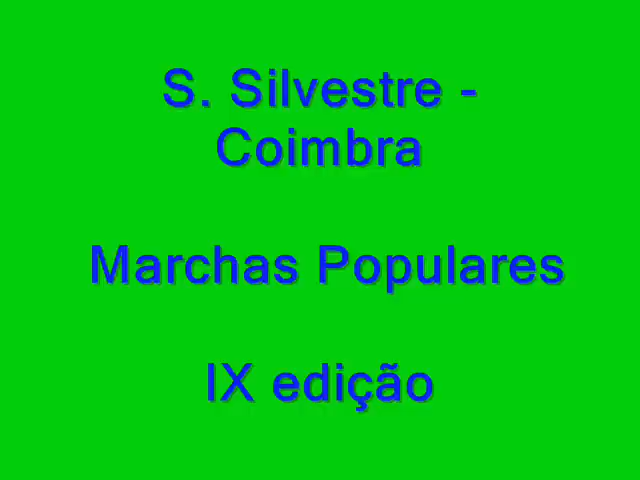 S. Silvestre -
Coimbra
Marchas Populares
IX edição